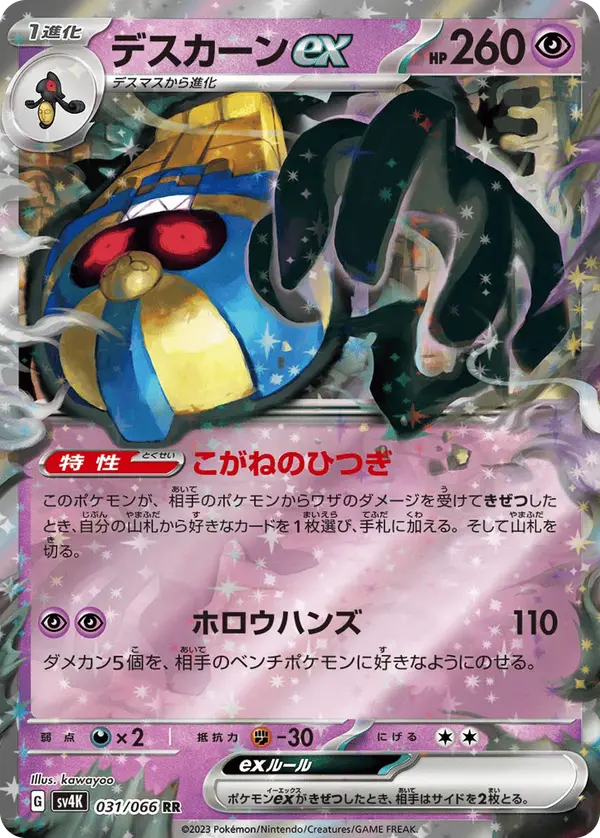 1進化 デスカーンex HP260
デスマスから進化
特性 とくせい こがねのひつぎ
このポケモンが、相手のポケモンからワザのダメージを受けてきぜつした
とき、自分の山札から好きなカードを1枚選び、手札に加える。そして山札を
切る。
ホロウハンズ 110
ダメカン5個を、相手のベンチポケモンに好きなようにのせる。
弱点 ×2 抵抗力 -30 にげる
Illus. kawayoo
exルール
G sv4K 031/066 RR
ポケモンexがきぜつしたとき、相手はサイドを2枚とる。
©2023 Pokémon/Nintendo/Creatures/GAME FREAK.